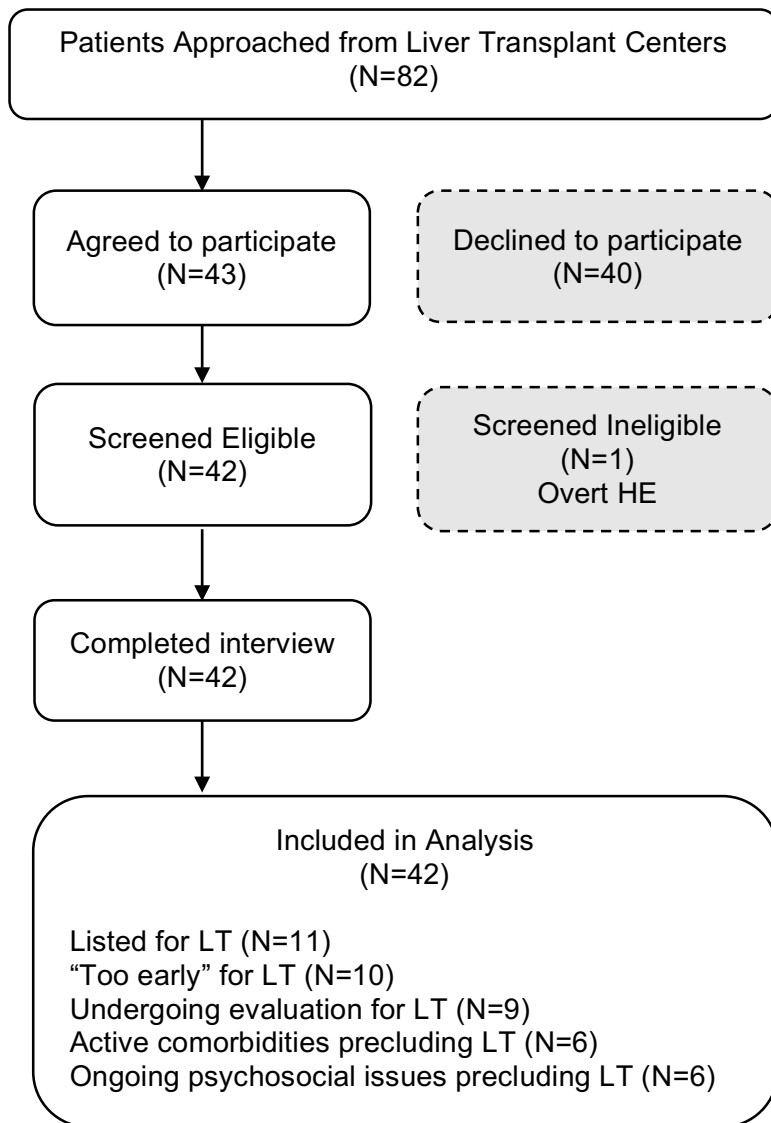 Patients Approached from Liver Transplant Centers
(N=82)
Agreed to participate
(N=43)
Declined to participate
(N=40)
Screened Eligible
(N=42)
Screened Ineligible
(N=1)
Overt HE
Completed interview
(N=42)
Included in Analysis
(N=42)
Listed for LT (N=11)
“Too early” for LT (N=10)
Undergoing evaluation for LT (N=9)
Active comorbidities precluding LT (N=6)
Ongoing psychosocial issues precluding LT (N=6)